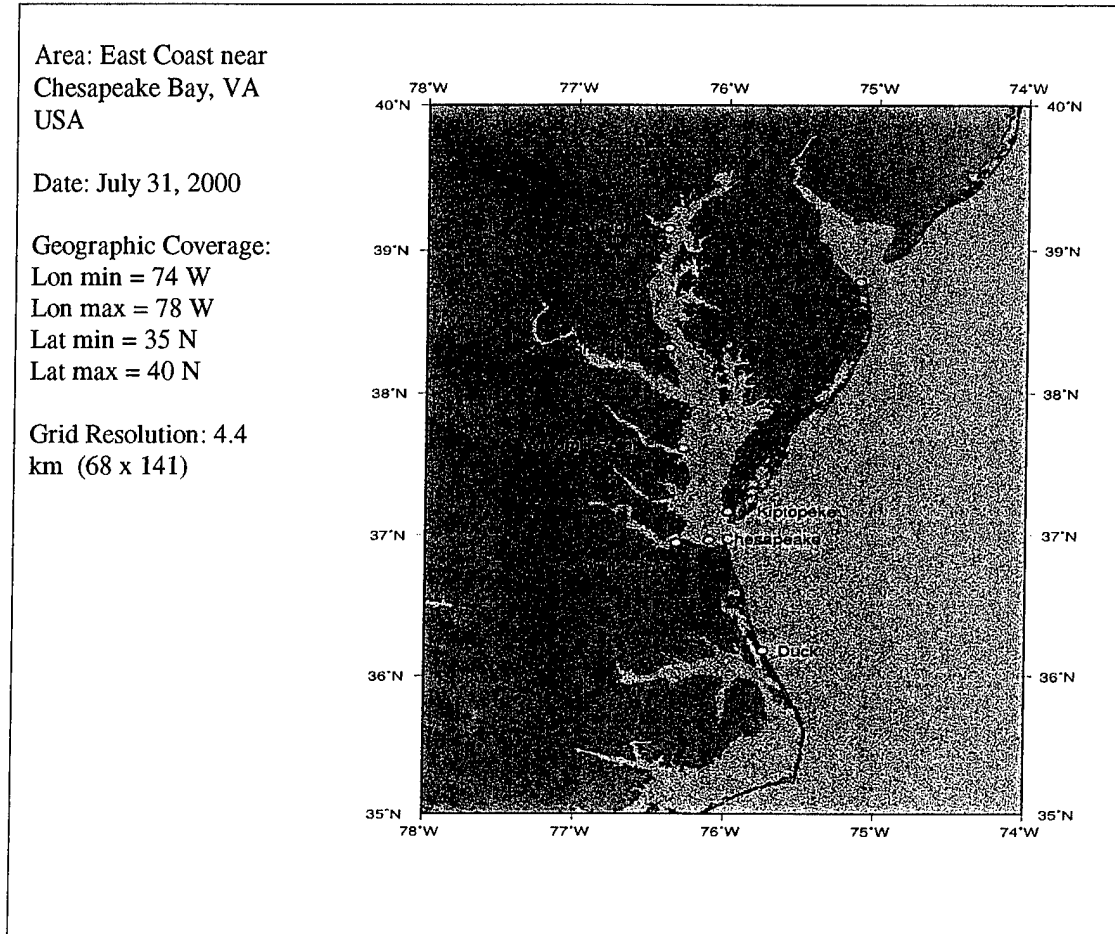 Area: East Coast near
Chesapeake Bay, VA
USA
Date: July 31, 2000
Geographic Coverage:
Lon min = 74 W
Lon max = 78 W
Lat min = 35 N
Lat max = 40 N
Grid Resolution: 4.4
km (68 x 141)
78°W 77°W 76°W 75°W 74°W
40°N 40°N
39°N 39°N
38°N 38°N
Kiptopeke
37°N Chesapeake 37°N
Duck
36°N 36°N
35°N 35°N
78°W 77°W 76°W 75°W 74°W